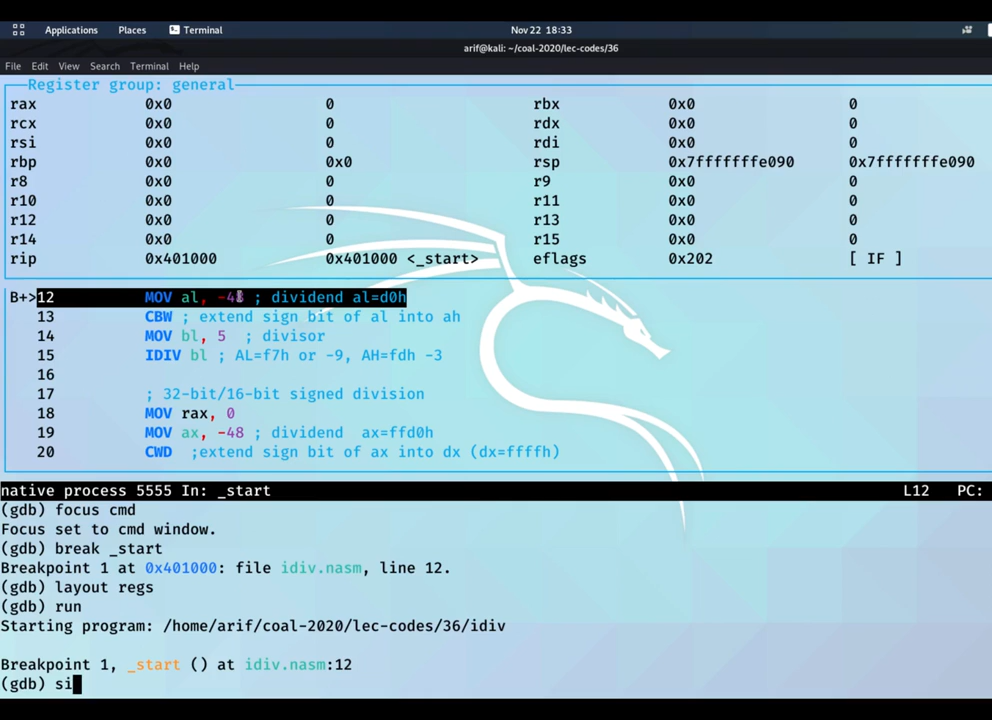 Applications Places Terminal Nov 22 18:33
arif@kali: ~/coal-2020/lec-codes/36
File Edit View Search Terminal Help
Register group: general
rax 0x0 0 rbx 0x0 0
rcx 0x0 0 rdx 0x0 0
rsi 0x0 0 rdi 0x0 0
rbp 0x0 0x0 rsp 0x7fffffffe090 0x7fffffffe090
r8 0x0 0 r9 0x0 0
r10 0x0 0 r11 0x0 0
r12 0x0 0 r13 0x0 0
r14 0x0 0 r15 0x0 0
rip 0x401000 0x401000 <_start> eflags 0x202 [ IF ]
B+>12 MOV al, -48 ; dividend al=d0h
13 CBW ; extend sign bit of al into ah
14 MOV bl, 5 ; divisor
15 IDIV bl ; AL=f7h or -9, AH=fdh -3
16
17 ; 32-bit/16-bit signed division
18 MOV rax, 0
19 MOV ax, -48 ; dividend ax=ffd0h
20 CWD ;extend sign bit of ax into dx (dx=ffffh)
native process 5555 In: _start L12 PC:
(gdb) focus cmd
Focus set to cmd window.
(gdb) break _start
Breakpoint 1 at 0x401000: file idiv.nasm, line 12.
(gdb) layout regs
(gdb) run
Starting program: /home/arif/coal-2020/lec-codes/36/idiv
Breakpoint 1, _start () at idiv.nasm:12
(gdb) si